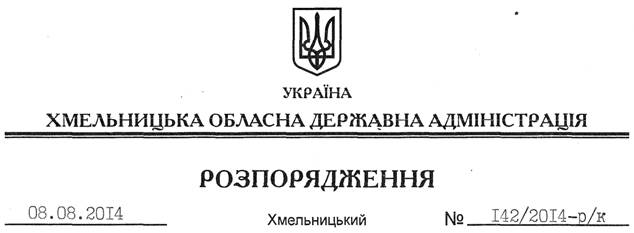 УКРАЇНА
ХМЕЛЬНИЦЬКА ОБЛАСНА ДЕРЖАВНА АДМІНІСТРАЦІЯ
РОЗПОРЯДЖЕННЯ
08.08.2014 Хмельницький № 142/2014-р/к